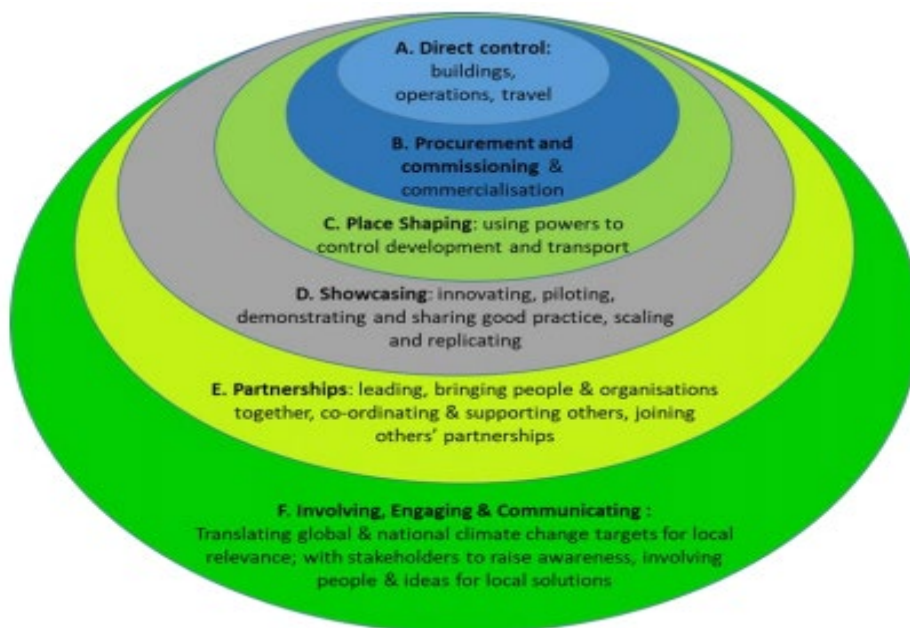 A. Direct control:
buildings,
operations, travel
B. Procurement and
commissioning &
commercialisation
C. Place Shaping: using powers to
control development and transport
D. Showcasing: innovating, piloting,
demonstrating and sharing good practice, scaling
and replicating
E. Partnerships: leading, bringing people & organisations
together, co-ordinating & supporting others, joining
others’ partnerships
F. Involving, Engaging & Communicating :
Translating global & national climate change targets for local
relevance; with stakeholders to raise awareness, involving
people & ideas for local solutions